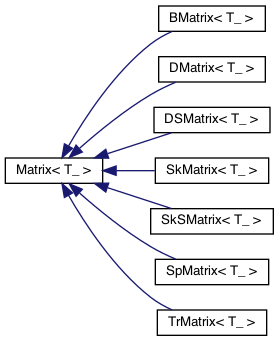 BMatrix< T_ >
DMatrix< T_ >
DSMatrix< T_ >
Matrix< T_ >
SkMatrix< T_ >
SkSMatrix< T_ >
SpMatrix< T_ >
TrMatrix< T_ >